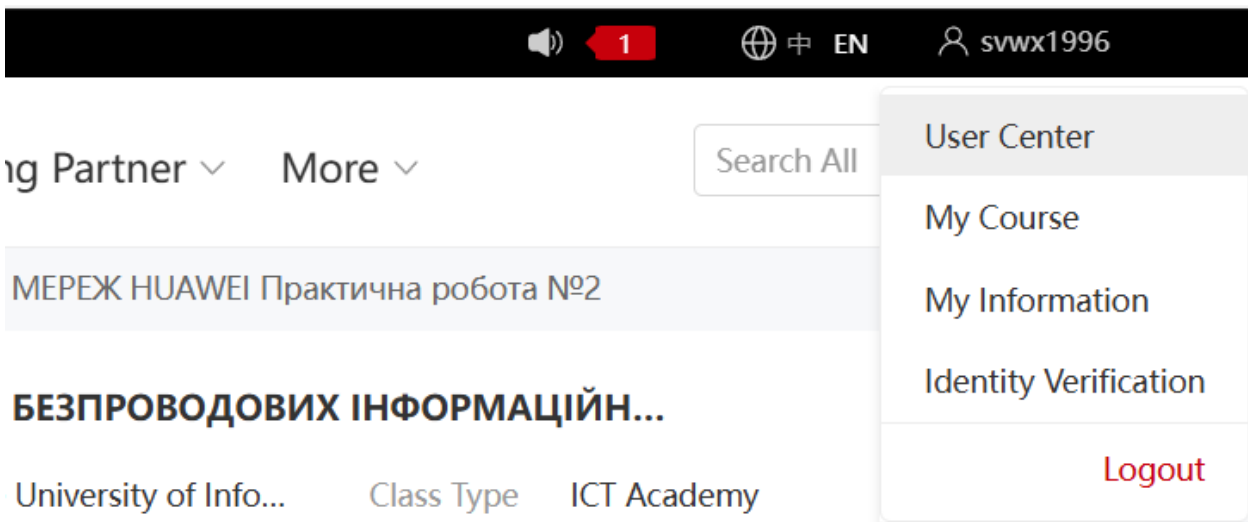 1 中 EN svwx1996
ng Partner More Search All
User Center
My Course
МЕРЕЖ HUAWEI Практична робота №2
My Information
Identity Verification
БЕЗПРОВОДОВИХ ІНФОРМАЦІЙН...
Logout
University of Info... Class Type ICT Academy